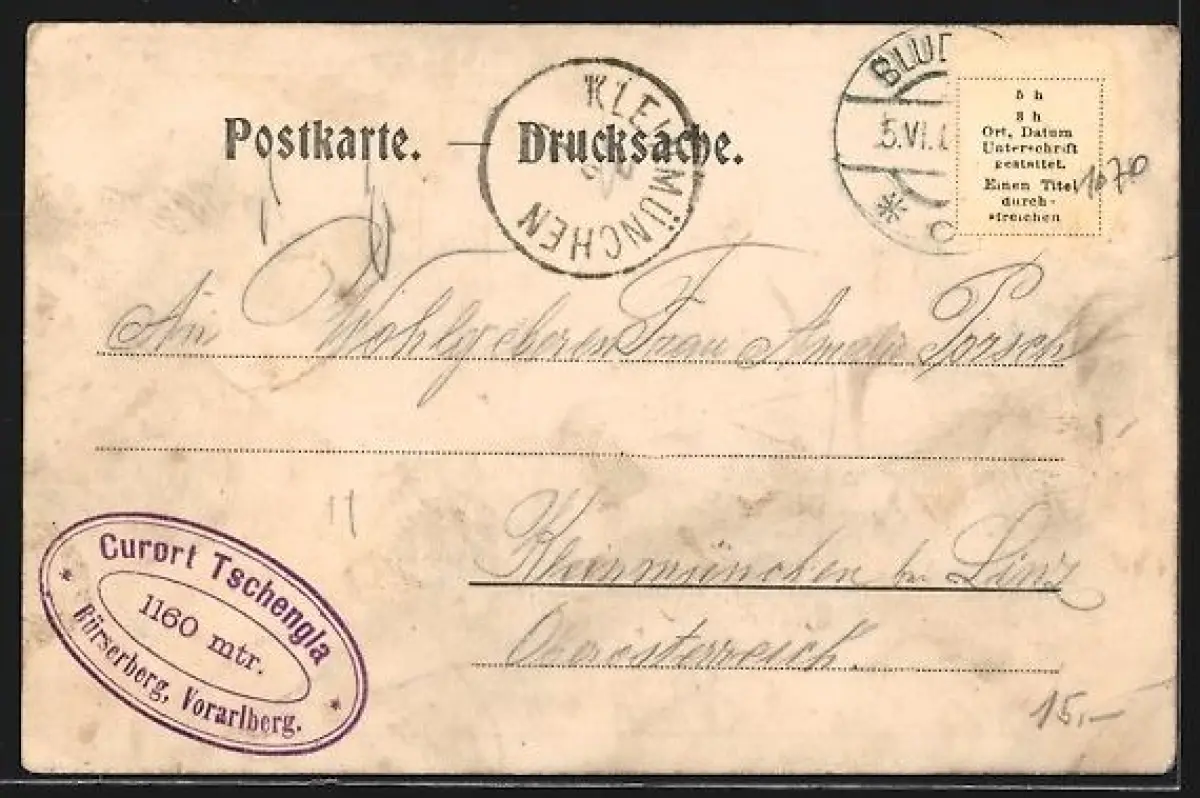 Postkarte. — Drucksache.
KLEINMÜNCHEN
BLUD
5.VI.
5 h
3 h
Ort, Datum
Unterschrift
gestattet.
Einen Titel
durch-
streichen
1070
An Wohlgeboren Frau Amalia
Kleinmünchen bei Linz
Oberösterreich.
Curort Tschengla
1160 mtr.
Bürserberg, Vorarlberg.
15,—